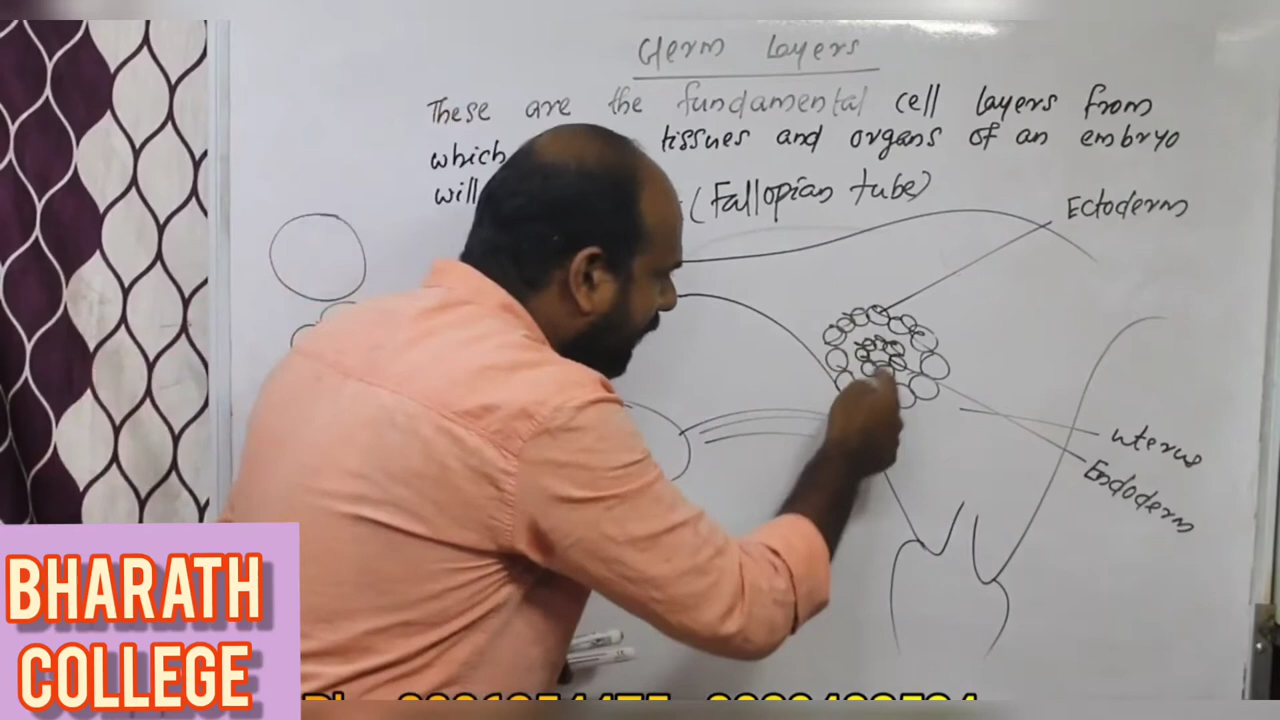 Germ Layers
These are the fundamental cell layers from
which tissues and organs of an embryo
will
(Fallopian tube)
Ectoderm
uterus
Endoderm
BHARATH
COLLEGE